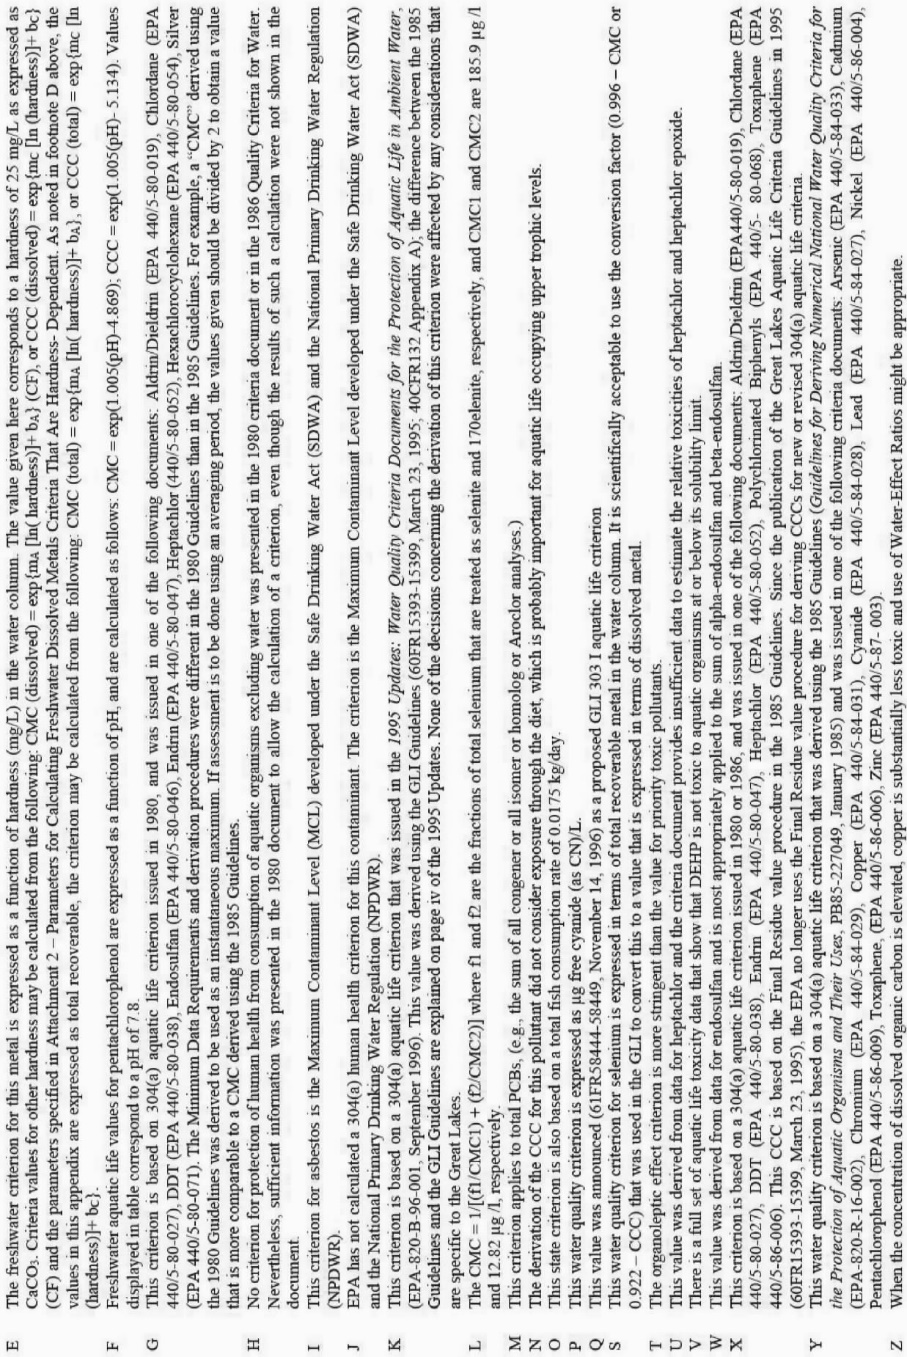 E The freshwater criterion for this metal is expressed as a function of hardness (mg/L) in the water column. The value given here corresponds to a hardness of 25 mg/L as expressed as
CaCO₃. Criteria values for other hardness may be calculated from the following: CMC (dissolved) = exp{mA [ln( hardness)]+ bA} (CF), or CCC (dissolved) = exp{mc [ln (hardness)]+ bc}
(CF) and the parameters specified in Attachment 2 – Parameters for Calculating Freshwater Dissolved Metals Criteria That Are Hardness- Dependent. As noted in footnote D above, the
values in this appendix are expressed as total recoverable, the criterion may be calculated from the following: CMC (total) = exp{mA [ln( hardness)]+ bA}, or CCC (total) = exp{mc [ln
(hardness)]+ bc}.
F Freshwater aquatic life values for pentachlorophenol are expressed as a function of pH, and are calculated as follows: CMC = exp(1.005(pH)-4.869); CCC = exp(1.005(pH)- 5.134). Values
displayed in table correspond to a pH of 7.8.
G This criterion is based on 304(a) aquatic life criterion issued in 1980, and was issued in one of the following documents: Aldrin/Dieldrin (EPA 440/5-80-019), Chlordane (EPA
440/5-80-027), DDT (EPA 440/5-80-038), Endosulfan (EPA 440/5-80-046), Endrin (EPA 440/5-80-047), Heptachlor (440/5-80-052), Hexachlorocyclohexane (EPA 440/5-80-054), Silver
(EPA 440/5-80-071). The Minimum Data Requirements and derivation procedures were different in the 1980 Guidelines than in the 1985 Guidelines. For example, a “CMC” derived using
the 1980 Guidelines was derived to be used as an instantaneous maximum. If assessment is to be done using an averaging period, the values given should be divided by 2 to obtain a value
that is more comparable to a CMC derived using the 1985 Guidelines.
H No criterion for protection of human health from consumption of aquatic organisms excluding water was presented in the 1980 criteria document or in the 1986 Quality Criteria for Water.
Nevertheless, sufficient information was presented in the 1980 document to allow the calculation of a criterion, even though the results of such a calculation were not shown in the
document.
I This criterion for asbestos is the Maximum Contaminant Level (MCL) developed under the Safe Drinking Water Act (SDWA) and the National Primary Drinking Water Regulation
(NPDWR).
J EPA has not calculated a 304(a) human health criterion for this contaminant. The criterion is the Maximum Contaminant Level developed under the Safe Drinking Water Act (SDWA)
and the National Primary Drinking Water Regulation (NPDWR).
K This criterion is based on a 304(a) aquatic life criterion that was issued in the 1995 Updates: Water Quality Criteria Documents for the Protection of Aquatic Life in Ambient Water,
(EPA-820-B-96-001, September 1996). This value was derived using the GLI Guidelines (60FR15393-15399, March 23, 1995; 40CFR132 Appendix A); the difference between the 1985
Guidelines and the GLI Guidelines are explained on page iv of the 1995 Updates. None of the decisions concerning the derivation of this criterion were affected by any considerations that
are specific to the Great Lakes.
L The CMC = 1/[(f1/CMC1) + (f2/CMC2)] where f1 and f2 are the fractions of total selenium that are treated as selenite and 170elenite, respectively, and CMC1 and CMC2 are 185.9 μg /l
and 12.82 μg /l, respectively.
M This criterion applies to total PCBs, (e.g., the sum of all congener or all isomer or homolog or Aroclor analyses.)
N The derivation of the CCC for this pollutant did not consider exposure through the diet, which is probably important for aquatic life occupying upper trophic levels.
O This state criterion is also based on a total fish consumption rate of 0.0175 kg/day.
P This water quality criterion is expressed as μg free cyanide (as CN)/L.
Q This value was announced (61FR58444-58449, November 14, 1996) as a proposed GLI 303 I aquatic life criterion
S This water quality criterion for selenium is expressed in terms of total recoverable metal in the water column. It is scientifically acceptable to use the conversion factor (0.996 – CMC or
0.922 – CCC) that was used in the GLI to convert this to a value that is expressed in terms of dissolved metal.
T The organoleptic effect criterion is more stringent than the value for priority toxic pollutants.
U This value was derived from data for heptachlor and the criteria document provides insufficient data to estimate the relative toxicities of heptachlor and heptachlor epoxide.
V There is a full set of aquatic life toxicity data that show that DEHP is not toxic to aquatic organisms at or below its solubility limit.
W This value was derived from data for endosulfan and is most appropriately applied to the sum of alpha-endosulfan and beta-endosulfan.
X This criterion is based on a 304(a) aquatic life criterion issued in 1980 or 1986, and was issued in one of the following documents: Aldrin/Dieldrin (EPA440/5-80-019), Chlordane (EPA
440/5-80-027), DDT (EPA 440/5-80-038), Endrin (EPA 440/5-80-047), Heptachlor (EPA 440/5-80-052), Polychlorinated Biphenyls (EPA 440/5- 80-068), Toxaphene (EPA
440/5-86-006). This CCC is based on the Final Residue value procedure in the 1985 Guidelines. Since the publication of the Great Lakes Aquatic Life Criteria Guidelines in 1995
(60FR15393-15399, March 23, 1995), the EPA no longer uses the Final Residue value procedure for deriving CCCs for new or revised 304(a) aquatic life criteria.
Y This water quality criterion is based on a 304(a) aquatic life criterion that was derived using the 1985 Guidelines (Guidelines for Deriving Numerical National Water Quality Criteria for
the Protection of Aquatic Organisms and Their Uses, PB85-227049, January 1985) and was issued in one of the following criteria documents: Arsenic (EPA 440/5-84-033), Cadmium
(EPA-820-R-16-002), Chromium (EPA 440/5-84-029), Copper (EPA 440/5-84-031), Cyanide (EPA 440/5-84-028), Lead (EPA 440/5-84-027), Nickel (EPA 440/5-86-004),
Pentachlorophenol (EPA 440/5-86-009), Toxaphene, (EPA 440/5-86-006), Zinc (EPA 440/5-87- 003).
Z When the concentration of dissolved organic carbon is elevated, copper is substantially less toxic and use of Water-Effect Ratios might be appropriate.